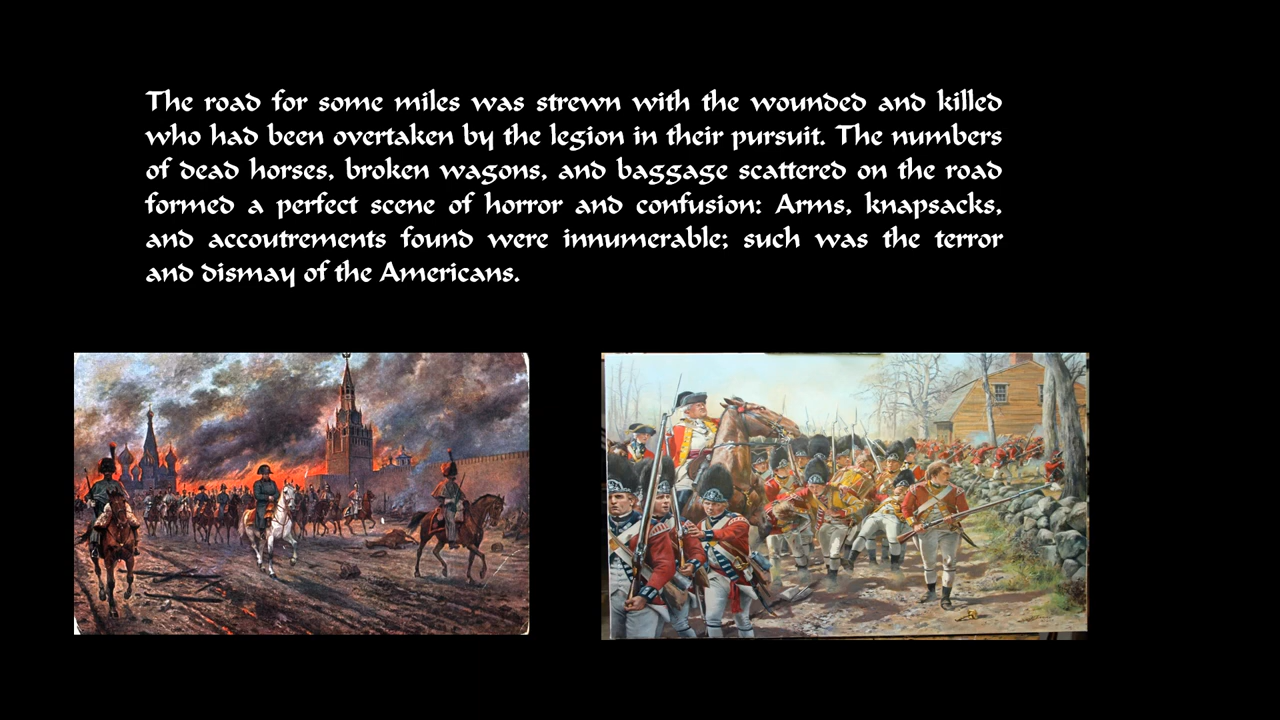 The road for some miles was strewn with the wounded and killed
who had been overtaken by the legion in their pursuit. The numbers
of dead horses, broken wagons, and baggage scattered on the road
formed a perfect scene of horror and confusion: Arms, knapsacks,
and accoutrements found were innumerable; such was the terror
and dismay of the Americans.